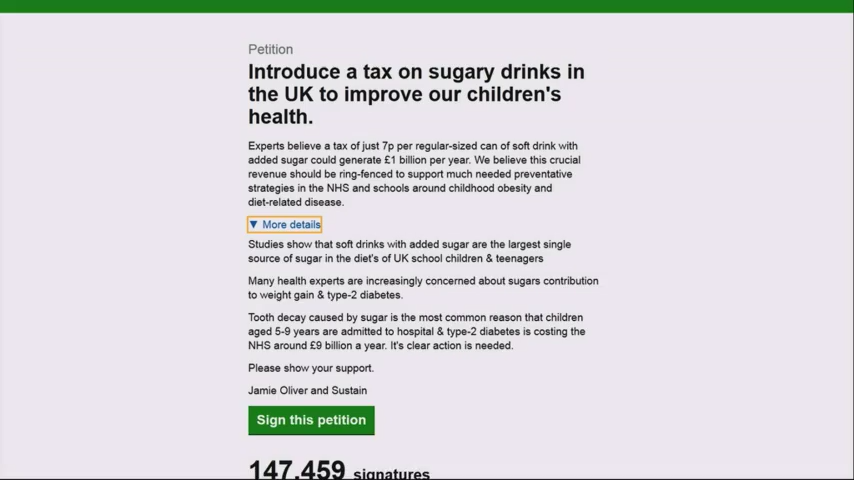 Petition
Introduce a tax on sugary drinks in
the UK to improve our children's
health.
Experts believe a tax of just 7p per regular-sized can of soft drink with
added sugar could generate £1 billion per year. We believe this crucial
revenue should be ring-fenced to support much needed preventative
strategies in the NHS and schools around childhood obesity and
diet-related disease.
▼ More details
Studies show that soft drinks with added sugar are the largest single
source of sugar in the diet's of UK school children & teenagers
Many health experts are increasingly concerned about sugars contribution
to weight gain & type-2 diabetes.
Tooth decay caused by sugar is the most common reason that children
aged 5-9 years are admitted to hospital & type-2 diabetes is costing the
NHS around £9 billion a year. It's clear action is needed.
Please show your support.
Jamie Oliver and Sustain
Sign this petition
147,459 signatures